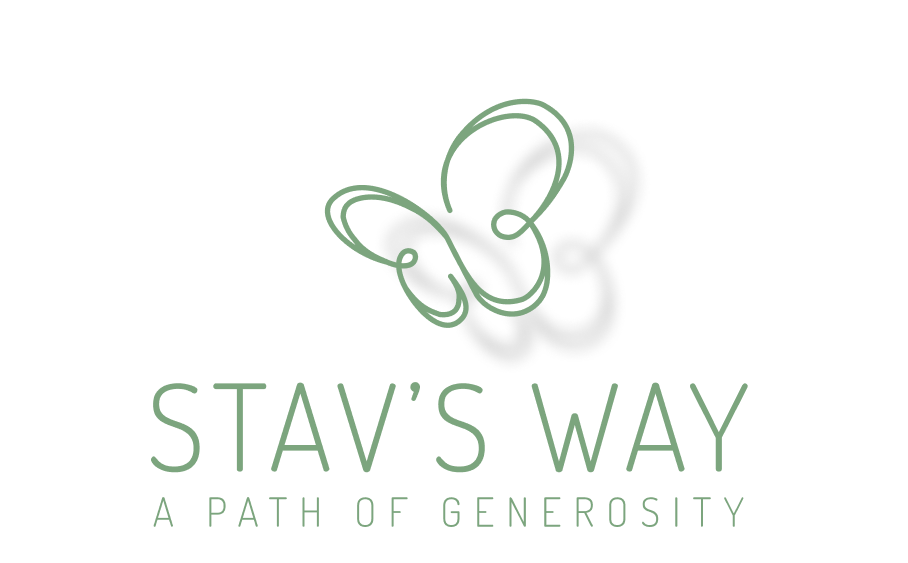 STAV'S WAY
A PATH OF GENEROSITY